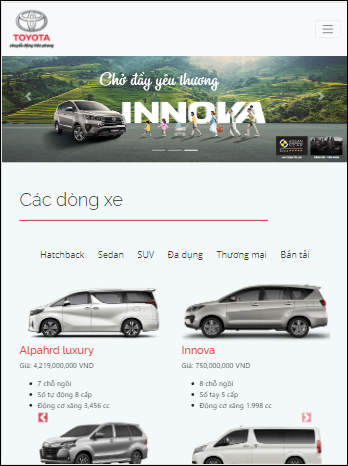 TOYOTA
chuyển động tiên phong
Chở đầy yêu thương
INNOVA
Các dòng xe
Hatchback Sedan SUV Đa dụng Thương mại Bán tải
Alpahrd luxury
Giá: 4,219,000,000 VND
7 chỗ ngồi
Số tự động 8 cấp
Động cơ xăng 3,456 cc
Innova
Giá: 750,000,000 VND
8 chỗ ngồi
Số tay 5 cấp
Động cơ xăng 1.998 cc